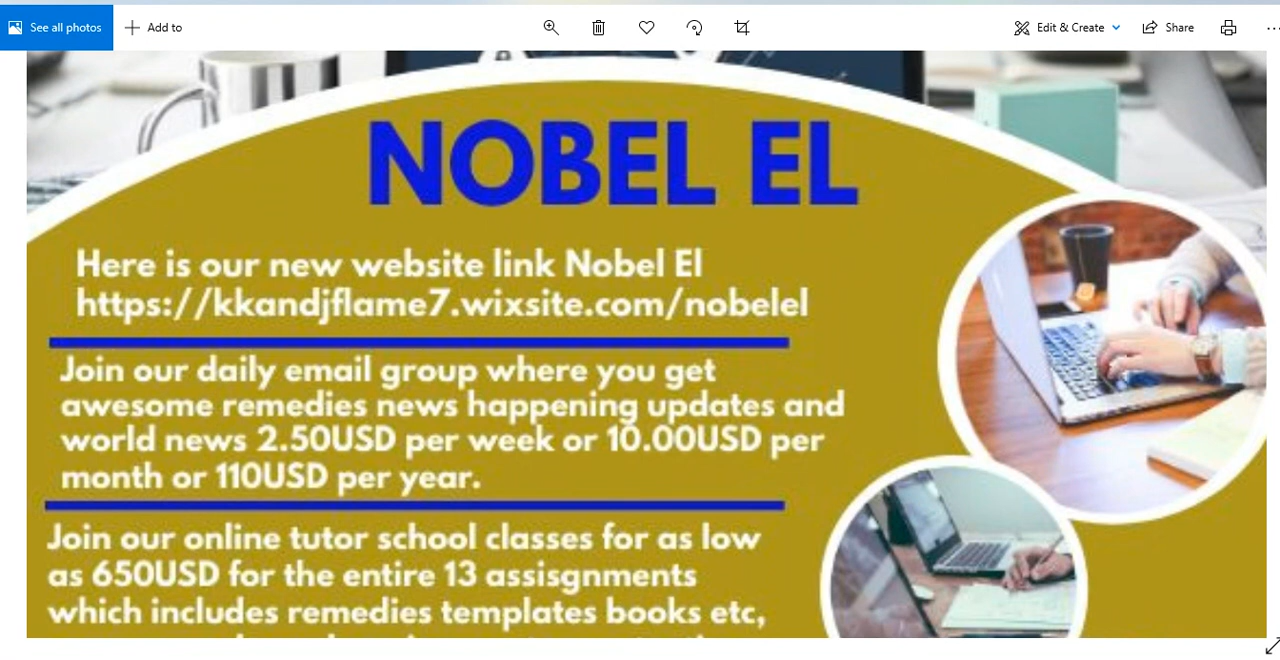 See all photos
Add to
Edit & Create
Share
NOBEL EL
Here is our new website link Nobel El
https://kkandjflame7.wixsite.com/nobelel
Join our daily email group where you get
awesome remedies news happening updates and
world news 2.50USD per week or 10.00USD per
month or 110USD per year.
Join our online tutor school classes for as low
as 650USD for the entire 13 assisgnments
which includes remedies templates books etc,